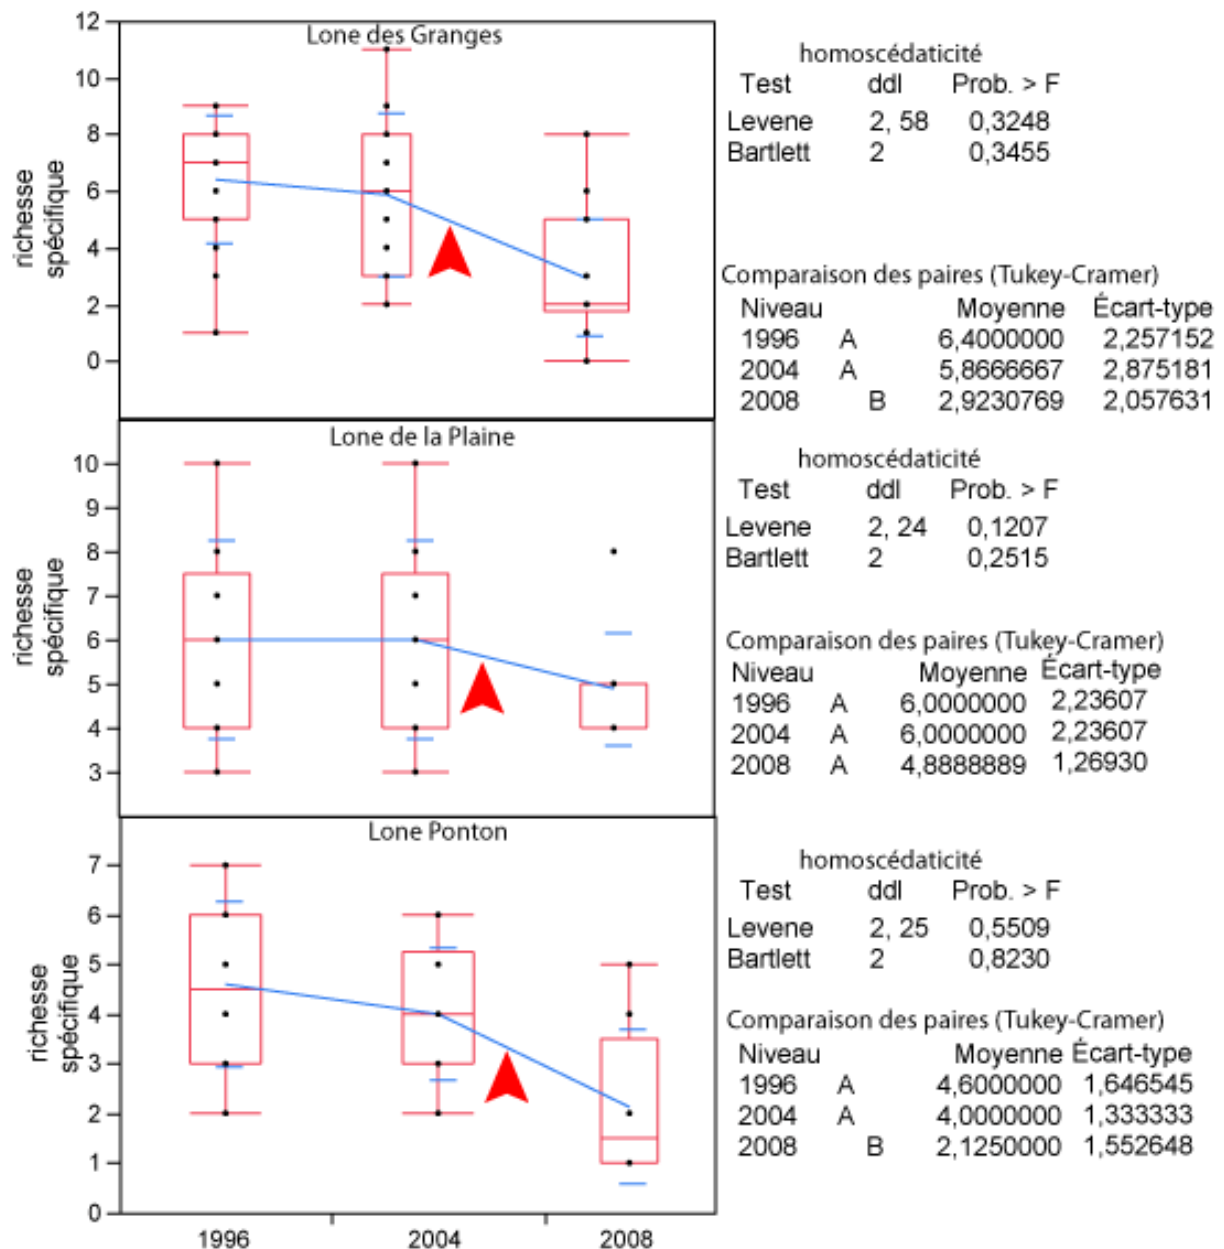 Lone des Granges
richesse
spécifique
12
10
8
6
4
2
0
homoscédaticité
Test ddl Prob. > F
Levene 2, 58 0,3248
Bartlett 2 0,3455
Comparaison des paires (Tukey-Cramer)
Niveau Moyenne Écart-type
1996 A 6,4000000 2,257152
2004 A 5,8666667 2,875181
2008 B 2,9230769 2,057631
Lone de la Plaine
richesse
spécifique
10
9
8
7
6
5
4
3
homoscédaticité
Test ddl Prob. > F
Levene 2, 24 0,1207
Bartlett 2 0,2515
Comparaison des paires (Tukey-Cramer)
Niveau Moyenne Écart-type
1996 A 6,0000000 2,23607
2004 A 6,0000000 2,23607
2008 A 4,8888889 1,26930
Lone Ponton
richesse
spécifique
7
6
5
4
3
2
1
0
1996 2004 2008
homoscédaticité
Test ddl Prob. > F
Levene 2, 25 0,5509
Bartlett 2 0,8230
Comparaison des paires (Tukey-Cramer)
Niveau Moyenne Écart-type
1996 A 4,6000000 1,646545
2004 A 4,0000000 1,333333
2008 B 2,1250000 1,552648